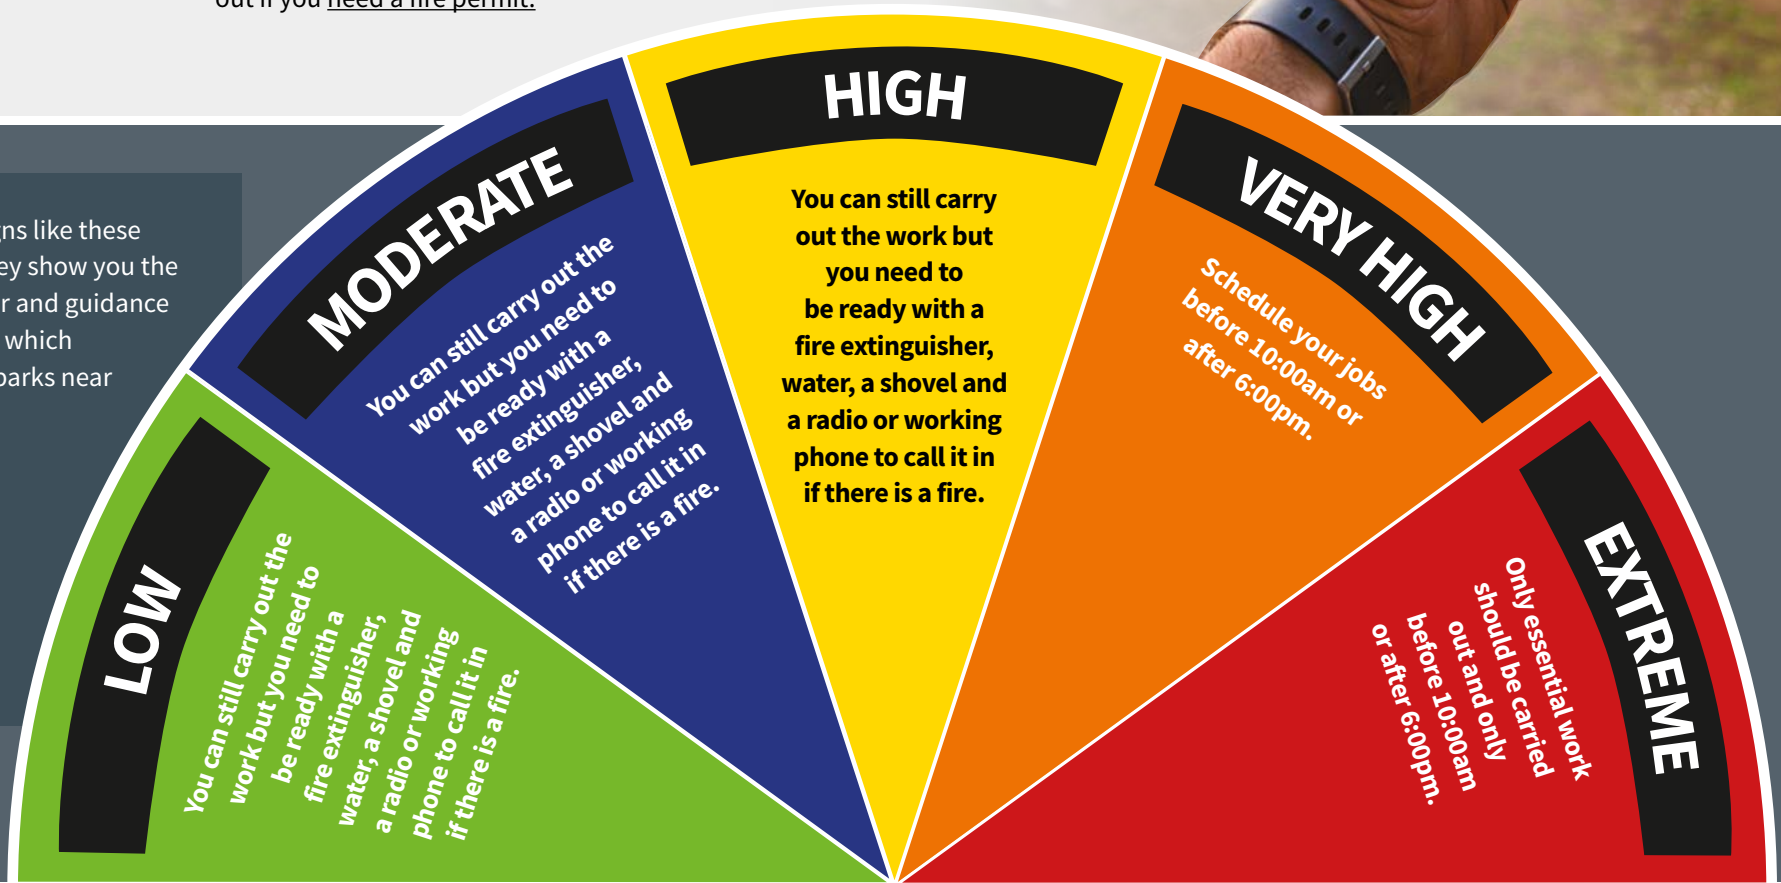 out if you need a fire permit.
like these
show you the
and guidance
which
near
LOW
You can still carry out the
work but you need to
be ready with a
fire extinguisher,
water, a shovel and
a radio or working
phone to call it in
if there is a fire.
MODERATE
You can still carry out the
work but you need to
be ready with a
fire extinguisher,
water, a shovel and
a radio or working
phone to call it in
if there is a fire.
HIGH
You can still carry
out the work but
you need to
be ready with a
fire extinguisher,
water, a shovel and
a radio or working
phone to call it in
if there is a fire.
VERY HIGH
Schedule your jobs
before 10:00am or
after 6:00pm.
EXTREME
Only essential work
should be carried
out and only
before 10:00am
or after 6:00pm.